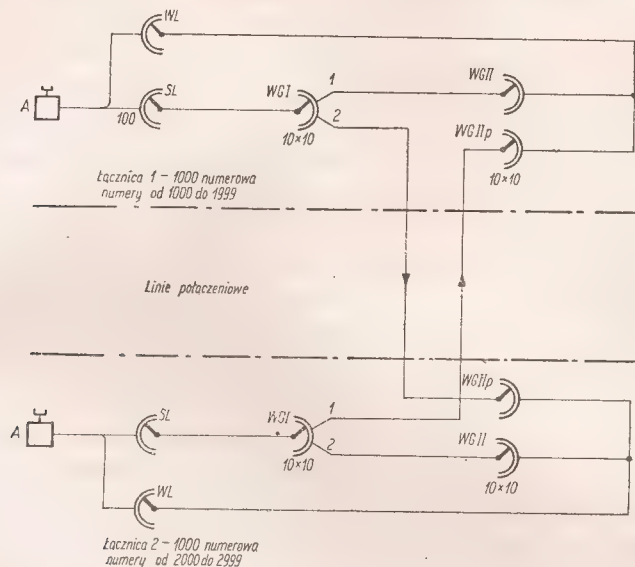 WL
A
SL
100
WGI
10×10
1
2
WGII
WGIIp
10×10
Łącznica 1 – 1000 numerowa
numery od 1000 do 1999
Linie połączeniowe
A
SL
WGI
10×10
1
2
WGIIp
WGII
10×10
WL
Łącznica 2 – 1000 numerowa
numery od 2000 do 2999